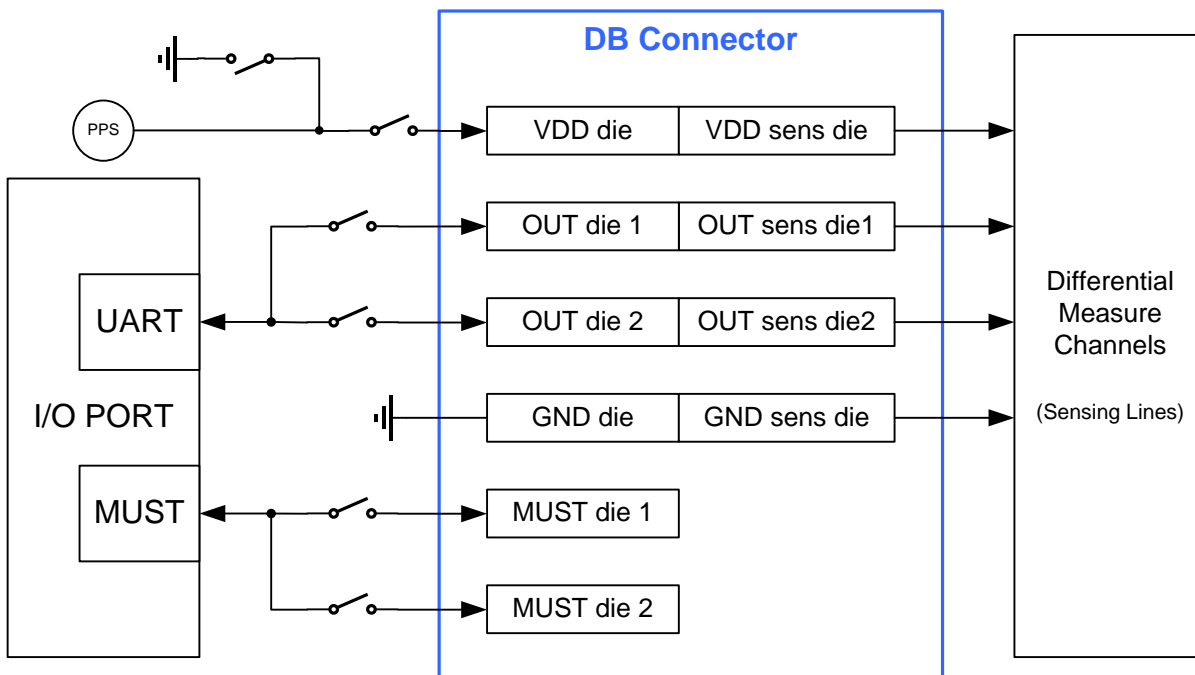 DB Connector
PPS
VDD die
VDD sens die
OUT die 1
OUT sens die1
UART
OUT die 2
OUT sens die2
Differential
Measure
Channels
(Sensing Lines)
I/O PORT
GND die
GND sens die
MUST
MUST die 1
MUST die 2